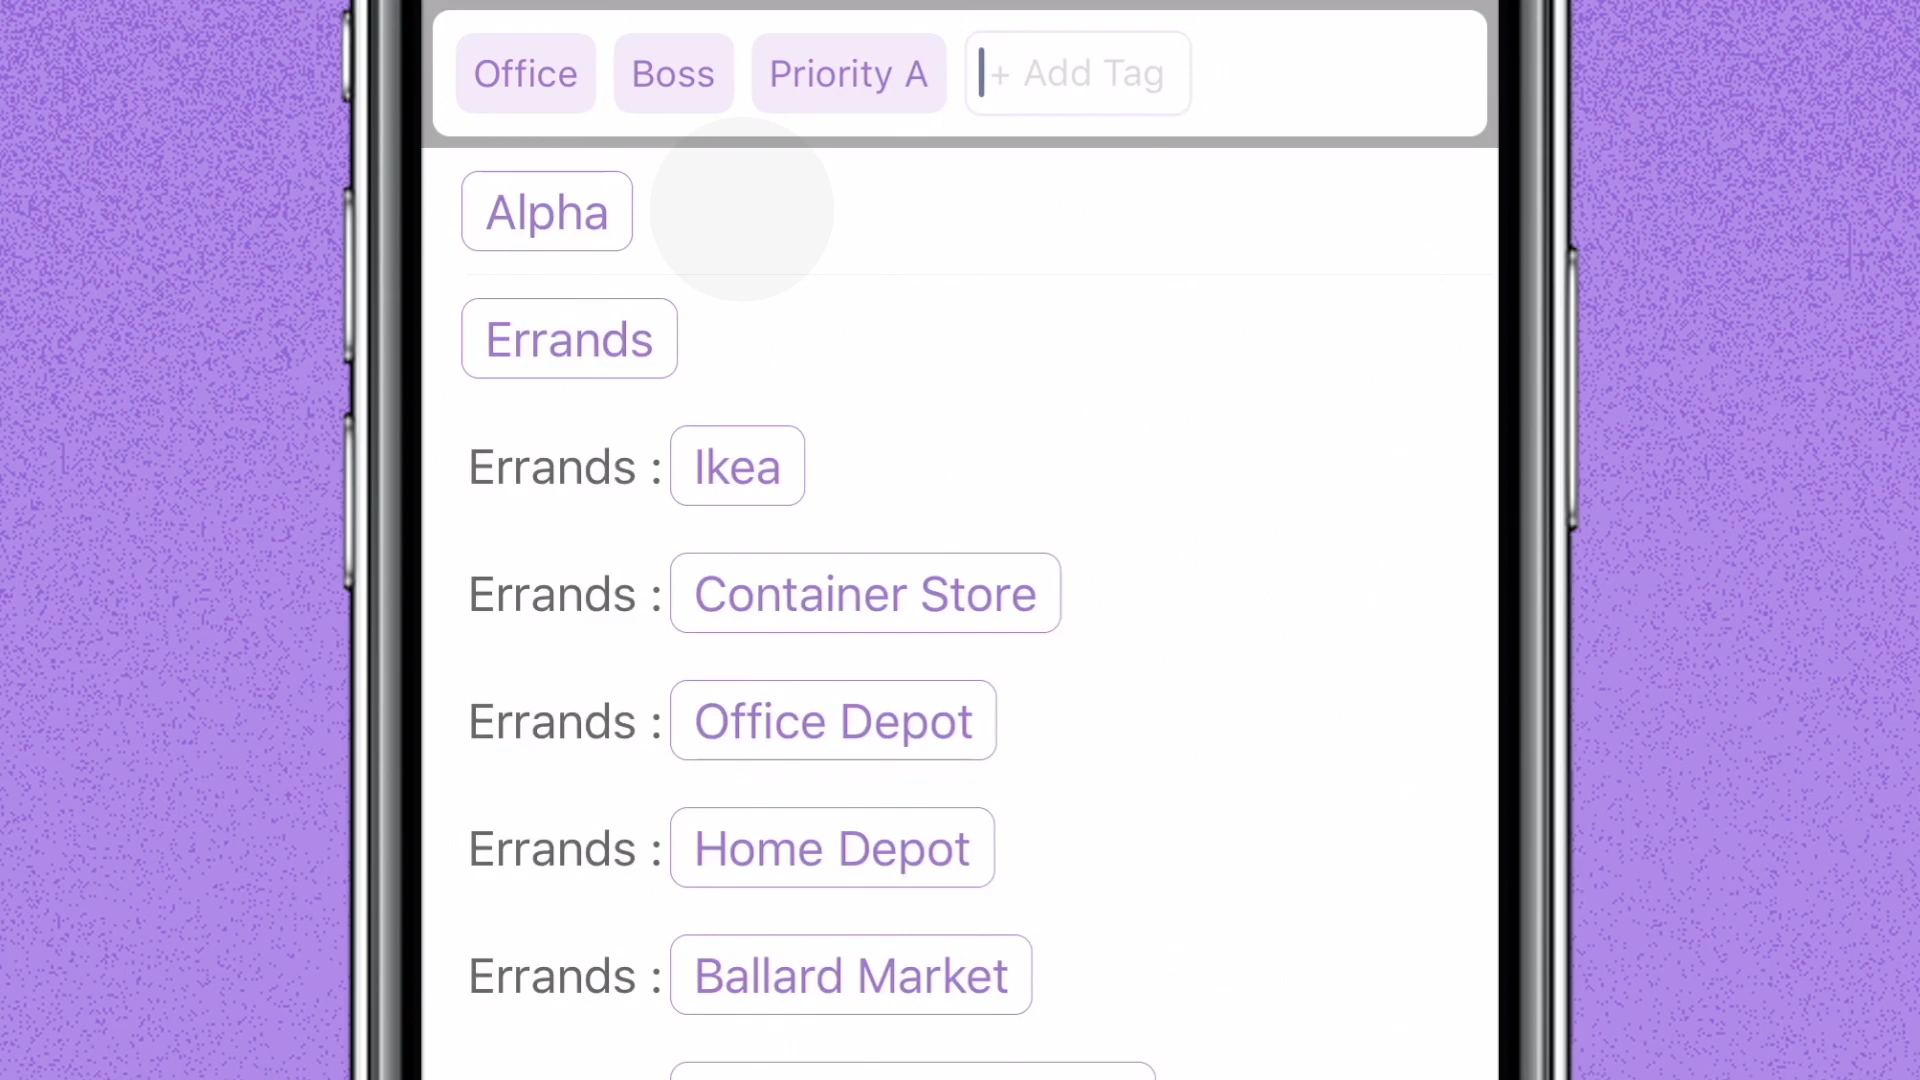 Office Boss Priority A + Add Tag
Alpha
Errands
Errands : Ikea
Errands : Container Store
Errands : Office Depot
Errands : Home Depot
Errands : Ballard Market